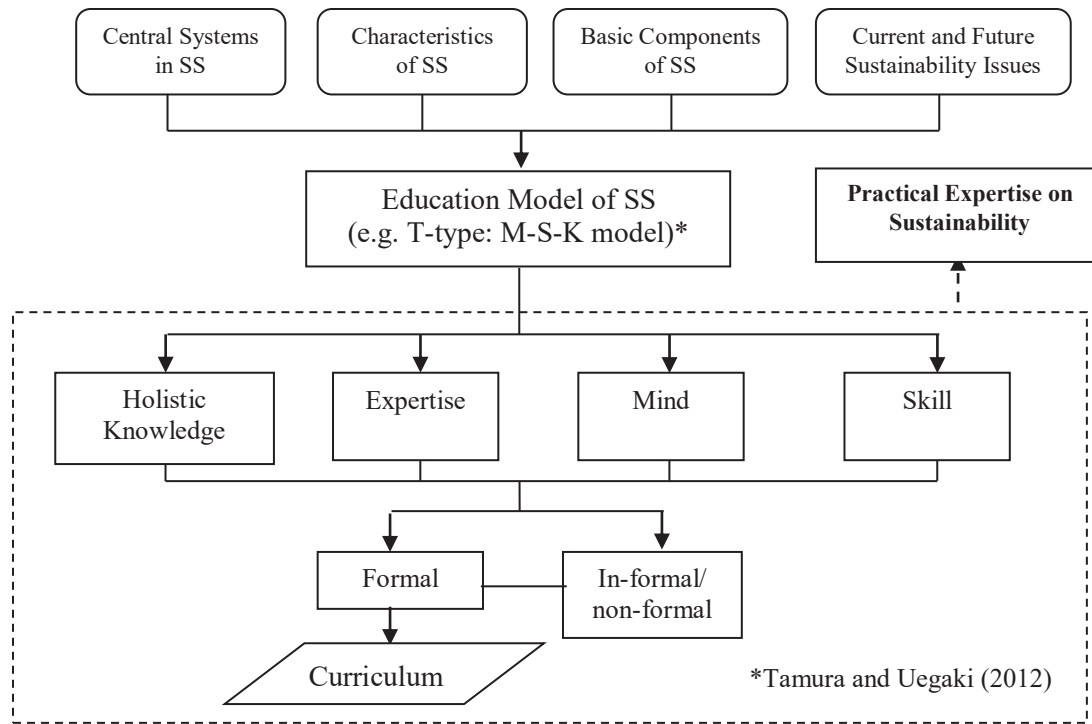 Central Systems
in SS
Characteristics
of SS
Basic Components
of SS
Current and Future
Sustainability Issues
Education Model of SS
(e.g. T-type: M-S-K model)*
Practical Expertise on
Sustainability
Holistic
Knowledge
Expertise
Mind
Skill
Formal
In-formal/
non-formal
Curriculum
*Tamura and Uegaki (2012)